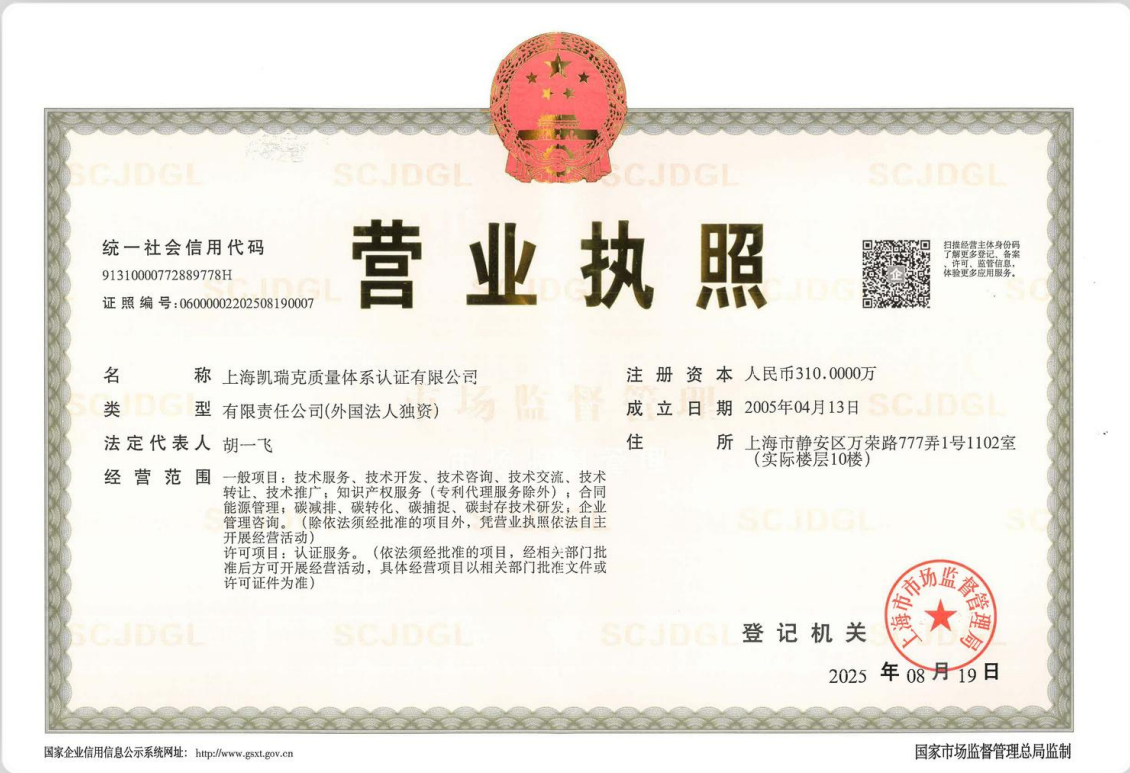 营业执照
统一社会信用代码
91310000772889778H
证照编号:06000002202508190007
扫描经营主体身份码
了解更多登记、备案
、许可、监管信息,
体验更多应用服务。
企
名 称 上海凯瑞克质量体系认证有限公司
类 型 有限责任公司(外国法人独资)
法定代表人 胡一飞
经营范围 一般项目:技术服务、技术开发、技术咨询、技术交流、技术
转让、技术推广;知识产权服务(专利代理服务除外);合同
能源管理;碳减排、碳转化、碳捕捉、碳封存技术研发;企业
管理咨询。(除依法须经批准的项目外,凭营业执照依法自主
开展经营活动)
许可项目:认证服务。(依法须经批准的项目,经相关部门批
准后方可开展经营活动,具体经营项目以相关部门批准文件或
许可证件为准)
注册资本 人民币310.0000万
成立日期 2005年04月13日
住 所 上海市静安区万荣路777弄1号1102室
(实际楼层10楼)
SCJDGL
市场监督管理
登记机关
上海市市场监督管理局
2025 年 08 月 19 日
国家企业信用信息公示系统网址: http://www.gsxt.gov.cn
国家市场监督管理总局监制